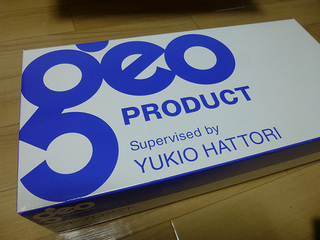 geo
PRODUCT
Supervised by
YUKIO HATTORI